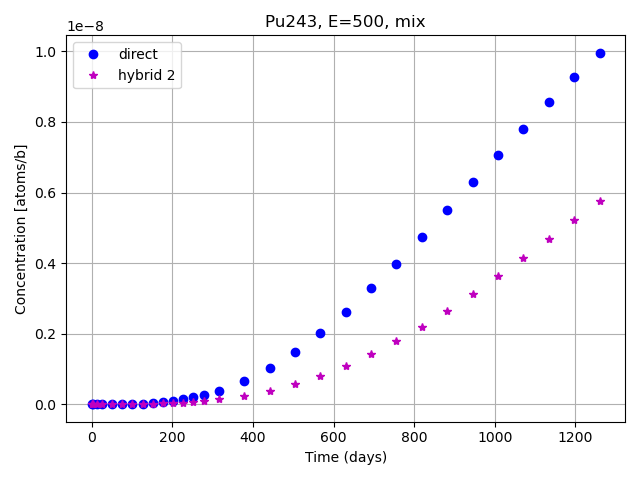 Pu243, E=500, mix
1e−8
direct
hybrid 2
1.0
0.8
0.6
0.4
0.2
0.0
Concentration [atoms/b]
0 200 400 600 800 1000 1200
Time (days)